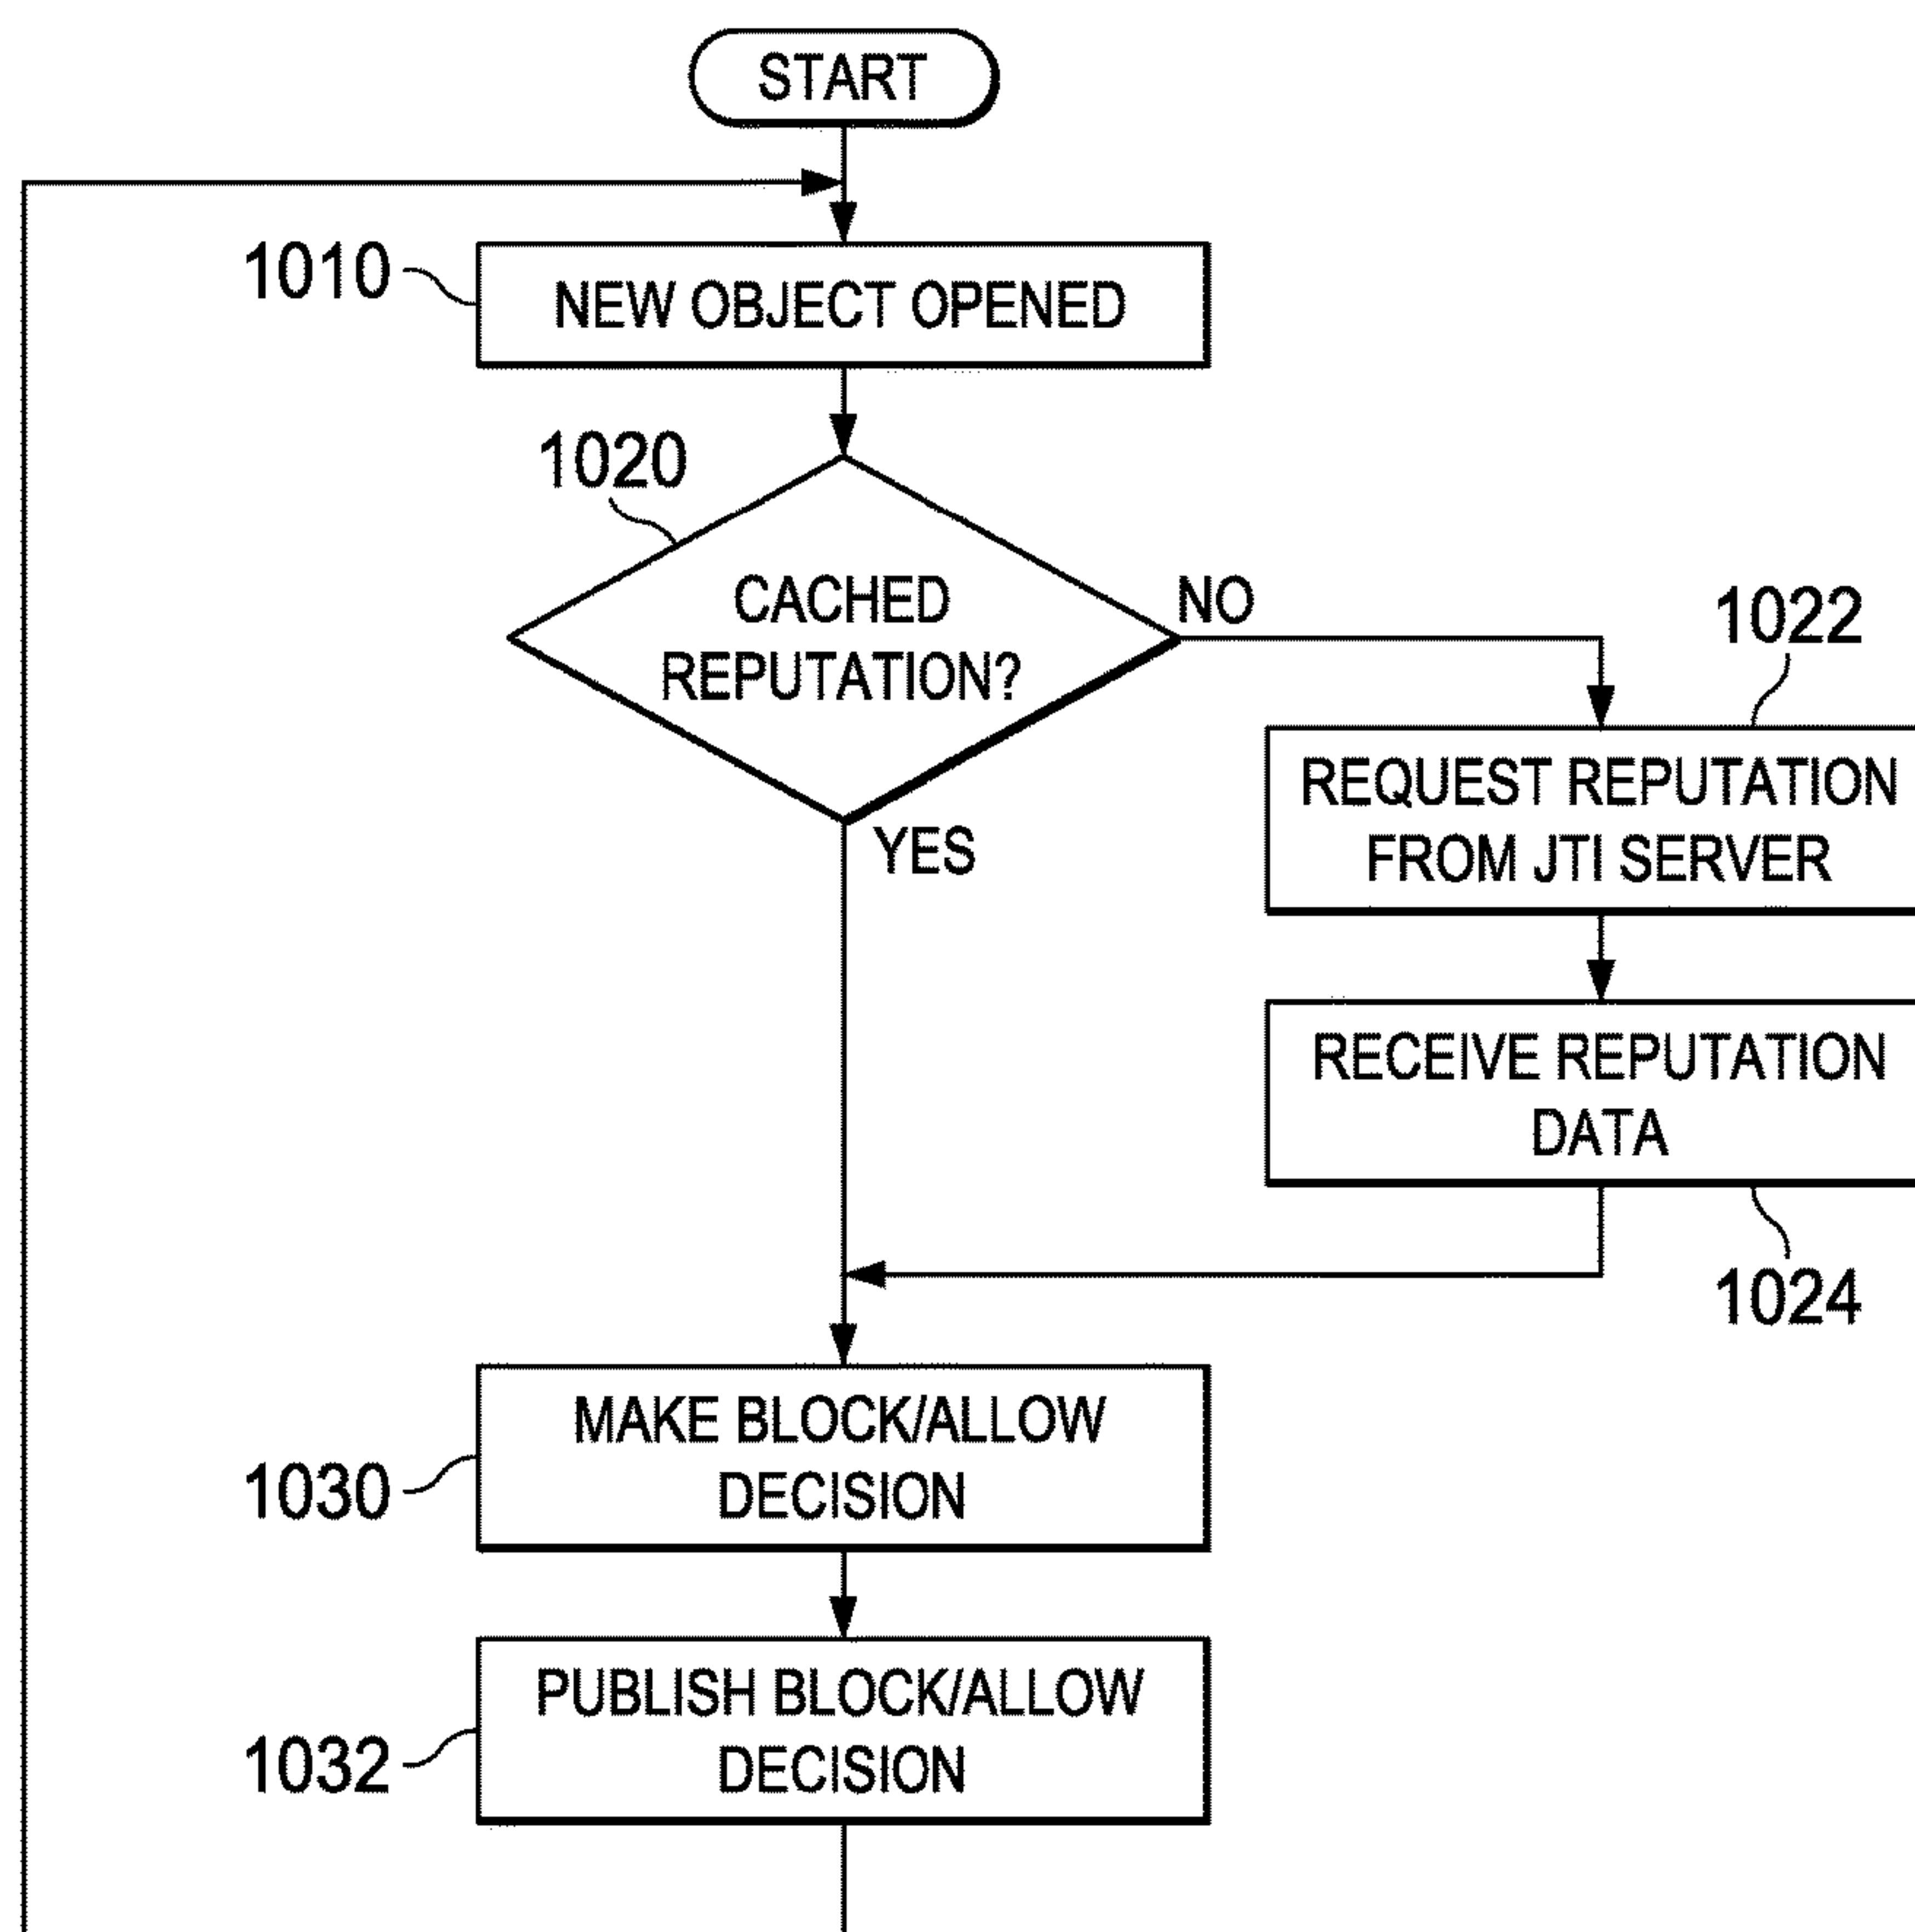 START
1010
NEW OBJECT OPENED
1020
CACHED
REPUTATION?
NO
YES
1022
REQUEST REPUTATION
FROM JTI SERVER
RECEIVE REPUTATION
DATA
1024
MAKE BLOCK/ALLOW
DECISION
1030
PUBLISH BLOCK/ALLOW
DECISION
1032